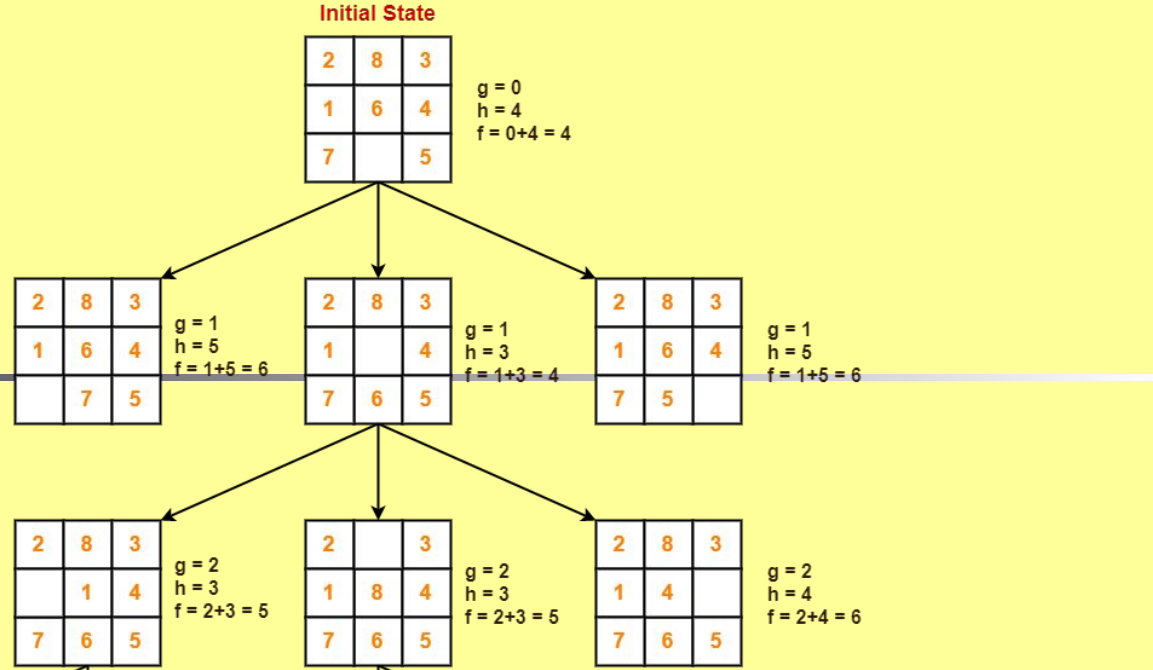 Initial State
2 8 3
1 6 4
7 5
g = 0
h = 4
f = 0+4 = 4
2 8 3
1 6 4
7 5
g = 1
h = 5
f = 1+5 = 6
2 8 3
1 4
7 6 5
g = 1
h = 3
f = 1+3 = 4
2 8 3
1 6 4
7 5
g = 1
h = 5
f = 1+5 = 6
2 8 3
1 4
7 6 5
g = 2
h = 3
f = 2+3 = 5
2 3
1 8 4
7 6 5
g = 2
h = 3
f = 2+3 = 5
2 8 3
1 4
7 6 5
g = 2
h = 4
f = 2+4 = 6